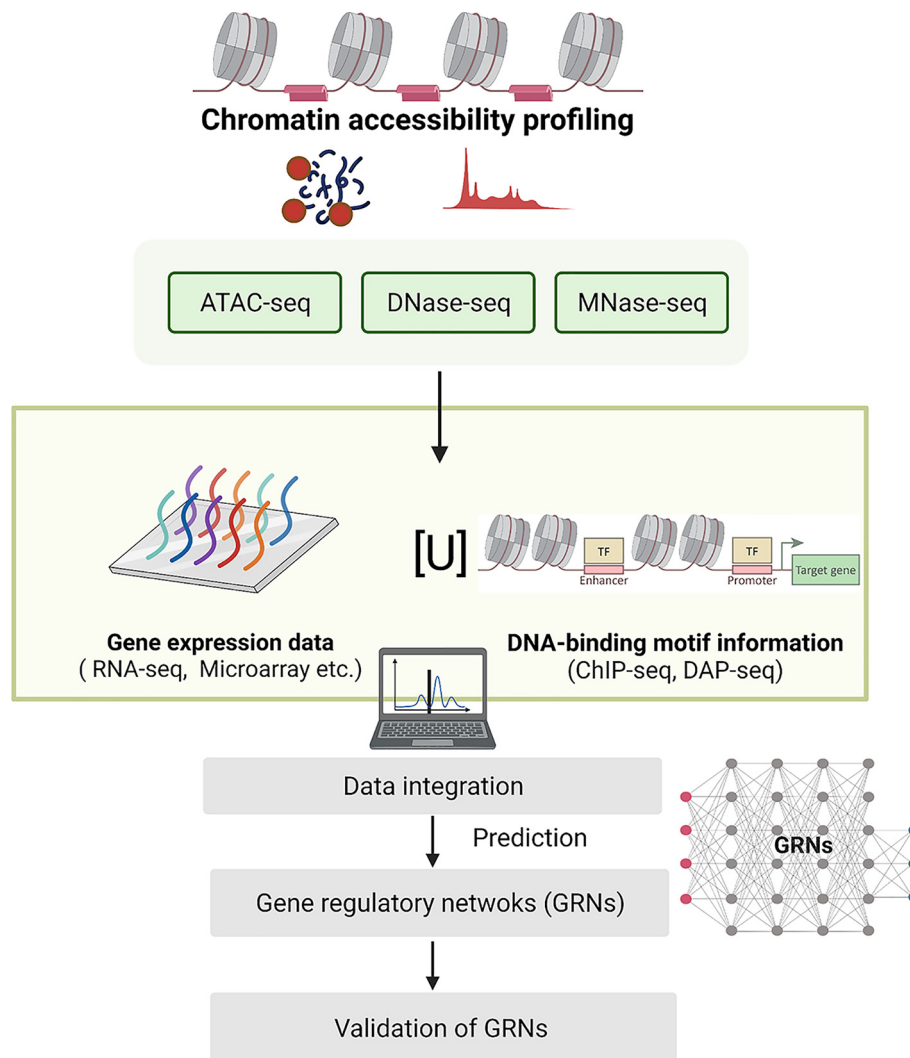 Chromatin accessibility profiling
ATAC-seq
DNase-seq
MNase-seq
[U]
TF
TF
Enhancer
Promoter
Target gene
Gene expression data
( RNA-seq, Microarray etc.)
DNA-binding motif information
(ChIP-seq, DAP-seq)
Data integration
Prediction
GRNs
Gene regulatory netwoks (GRNs)
Validation of GRNs